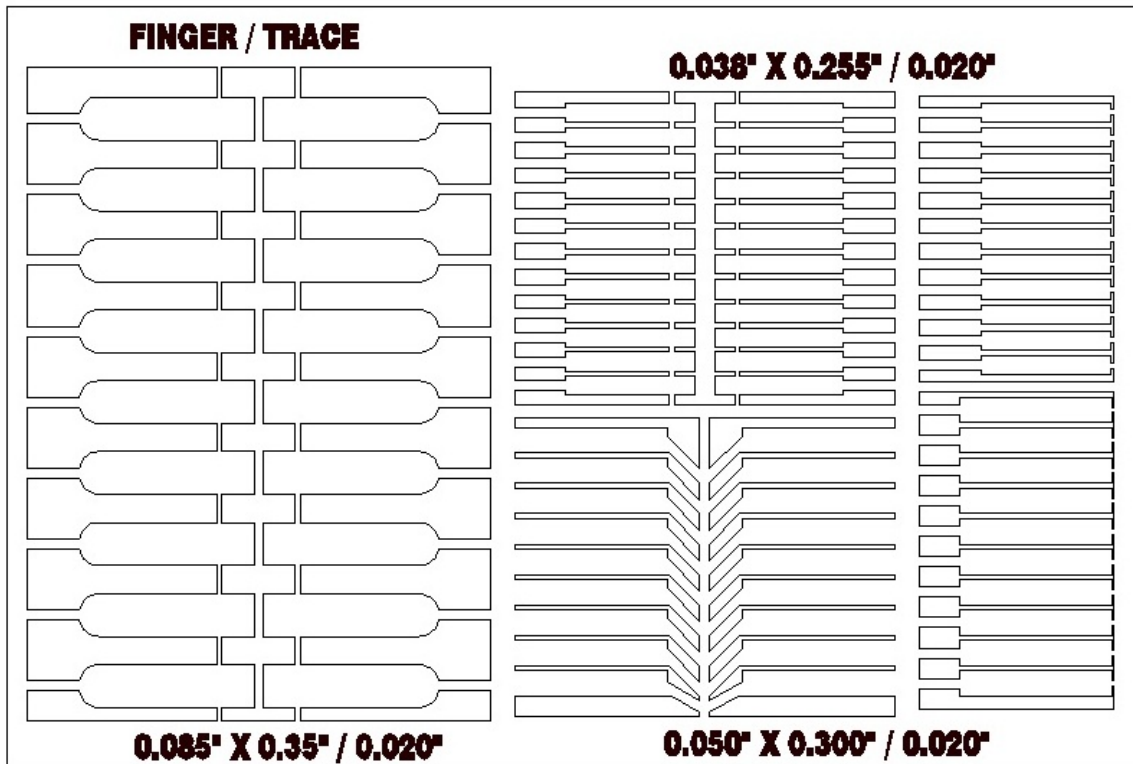 FINGER / TRACE
0.038" X 0.255" / 0.020"
0.085" X 0.35" / 0.020"
0.050" X 0.300" / 0.020"